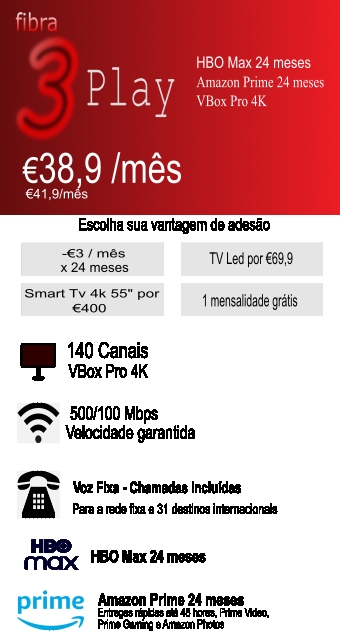 fibra
3 Play
HBO Max 24 meses
Amazon Prime 24 meses
VBox Pro 4K
€38,9 /mês
€41,9/mês
Escolha sua vantagem de adesão
-€3 / mês
x 24 meses
TV Led por €69,9
Smart Tv 4k 55" por
€400
1 mensalidade grátis
140 Canais
VBox Pro 4K
500/100 Mbps
Velocidade garantida
Voz Fixa - Chamadas Incluídas
Para a rede fixa e 31 destinos internacionais
HBO
max
HBO Max 24 meses
prime
Amazon Prime 24 meses
Entregas rápidas até 48 horas, Prime Video,
Prime Gaming e Amazon Photos